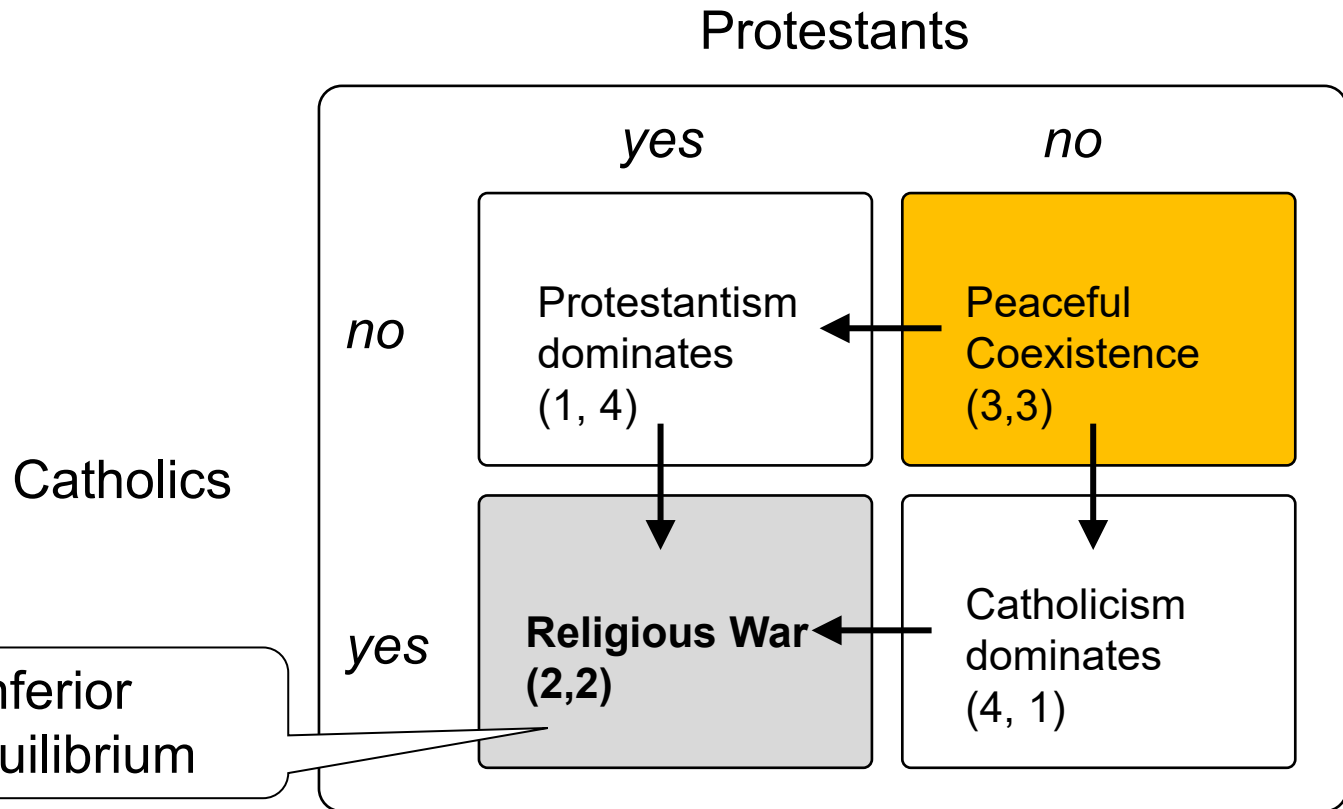 Protestants
yes
no
no
Protestantism
dominates
(1, 4)
Peaceful
Coexistence
(3,3)
Catholics
yes
Religious War
(2,2)
Catholicism
dominates
(4, 1)
nferior
uilibrium